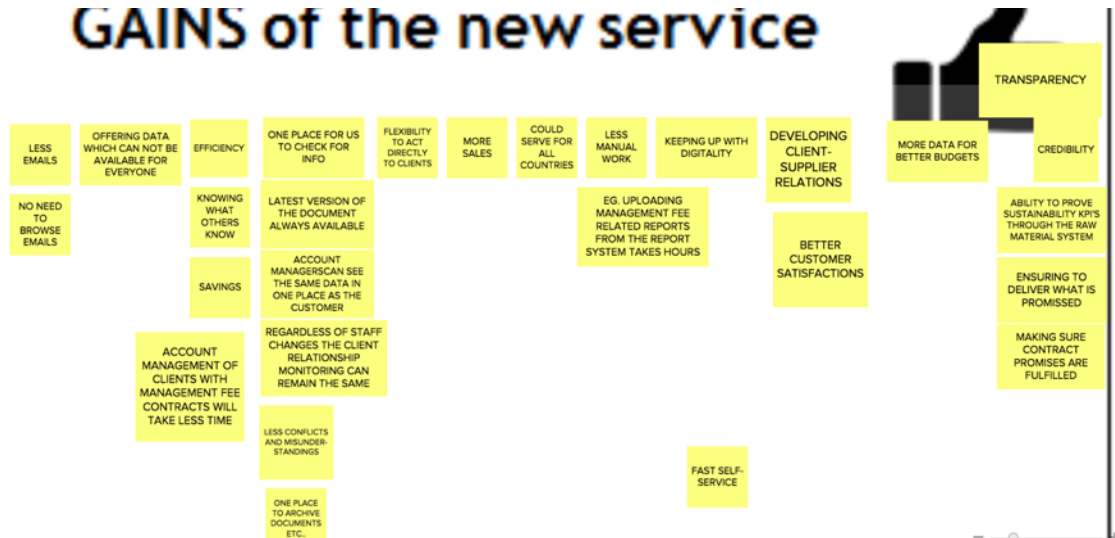 GAINS of the new service
TRANSPARENCY
LESS
EMAILS
OFFERING DATA
WHICH CAN NOT BE
AVAILABLE FOR
EVERYONE
EFFICIENCY
ONE PLACE FOR US
TO CHECK FOR
INFO
FLEXIBILITY
TO ACT
DIRECTLY
TO CLIENTS
MORE
SALES
COULD
SERVE FOR
ALL
COUNTRIES
LESS
MANUAL
WORK
KEEPING UP WITH
DIGITALITY
DEVELOPING
CLIENT-
SUPPLIER
RELATIONS
MORE DATA FOR
BETTER BUDGETS
CREDIBILITY
NO NEED
TO
BROWSE
EMAILS
KNOWING
WHAT
OTHERS
KNOW
LATEST VERSION OF
THE DOCUMENT
ALWAYS AVAILABLE
EG. UPLOADING
MANAGEMENT FEE
RELATED REPORTS
FROM THE REPORT
SYSTEM TAKES HOURS
BETTER
CUSTOMER
SATISFACTIONS
ABILITY TO PROVE
SUSTAINABILITY KPI'S
THROUGH THE RAW
MATERIAL SYSTEM
SAVINGS
ACCOUNT
MANAGERSCAN SEE
THE SAME DATA IN
ONE PLACE AS THE
CUSTOMER
ENSURING TO
DELIVER WHAT IS
PROMISSED
ACCOUNT
MANAGEMENT OF
CLIENTS WITH
MANAGEMENT FEE
CONTRACTS WILL
TAKE LESS TIME
REGARDLESS OF STAFF
CHANGES THE CLIENT
RELATIONSHIP
MONITORING CAN
REMAIN THE SAME
MAKING SURE
CONTRACT
PROMISES ARE
FULFILLED
LESS CONFLICTS
AND MISUNDER-
STANDINGS
FAST SELF-
SERVICE
ONE PLACE
TO ARCHIVE
DOCUMENTS
ETC..